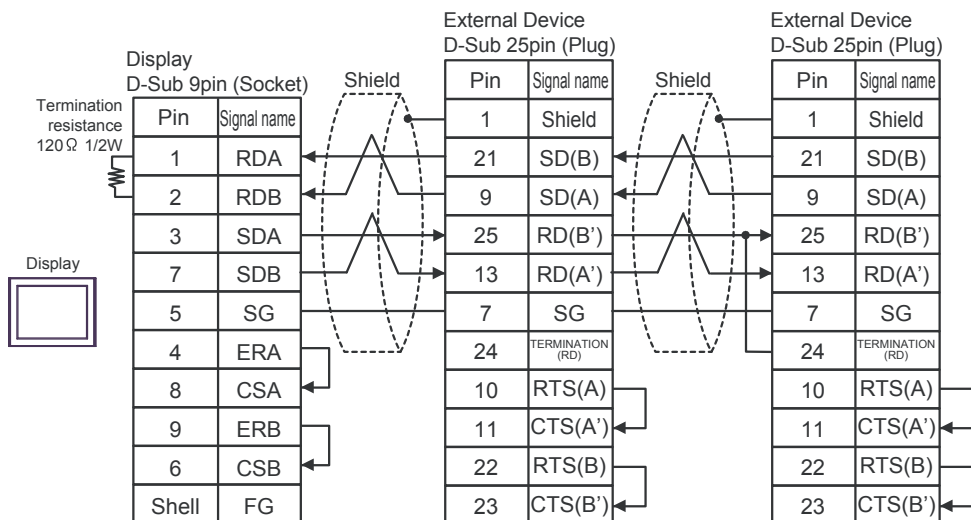 External Device
D-Sub 25pin (Plug)
External Device
D-Sub 25pin (Plug)
Display
D-Sub 9pin (Socket)
Shield
Shield
Termination
resistance
120Ω 1/2W
Display
Pin Signal name
1 RDA
2 RDB
3 SDA
7 SDB
5 SG
4 ERA
8 CSA
9 ERB
6 CSB
Shell FG
Pin Signal name
1 Shield
21 SD(B)
9 SD(A)
25 RD(B’)
13 RD(A’)
7 SG
24 TERMINATION
(RD)
10 RTS(A)
11 CTS(A’)
22 RTS(B)
23 CTS(B’)
Pin Signal name
1 Shield
21 SD(B)
9 SD(A)
25 RD(B’)
13 RD(A’)
7 SG
24 TERMINATION
(RD)
10 RTS(A)
11 CTS(A’)
22 RTS(B)
23 CTS(B’)